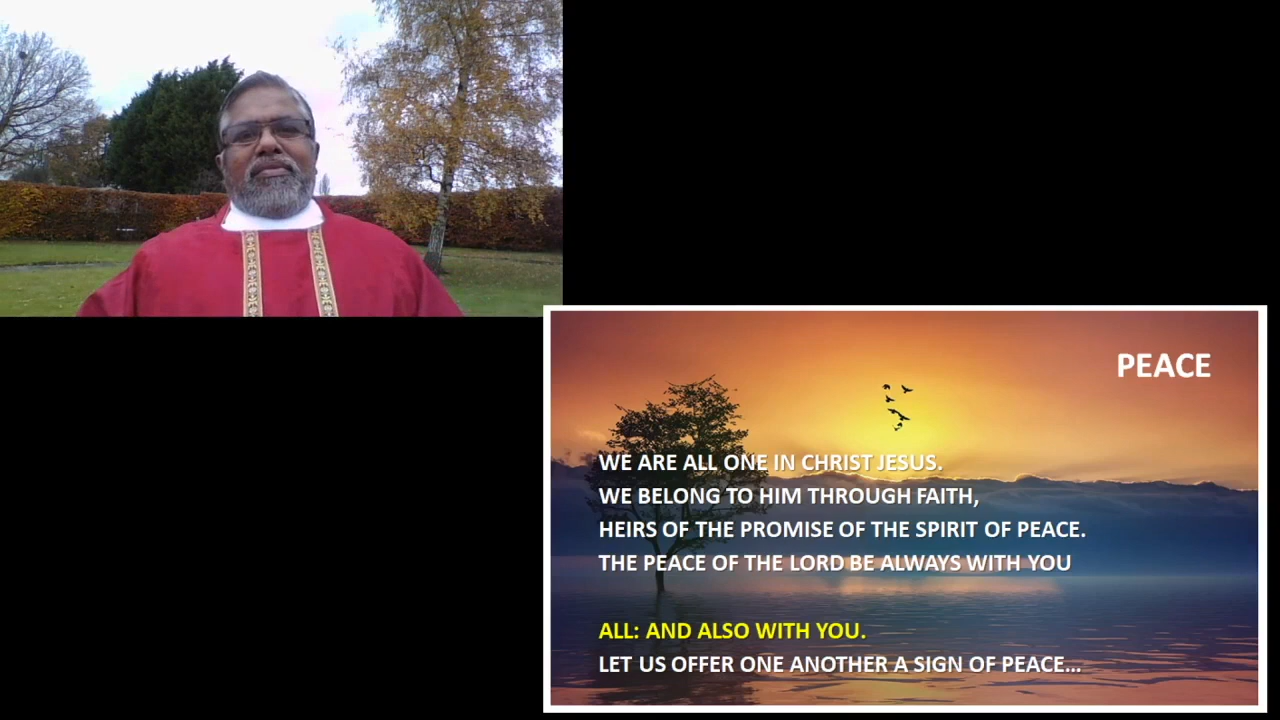 PEACE
WE ARE ALL ONE IN CHRIST JESUS.
WE BELONG TO HIM THROUGH FAITH,
HEIRS OF THE PROMISE OF THE SPIRIT OF PEACE.
THE PEACE OF THE LORD BE ALWAYS WITH YOU
ALL: AND ALSO WITH YOU.
LET US OFFER ONE ANOTHER A SIGN OF PEACE...